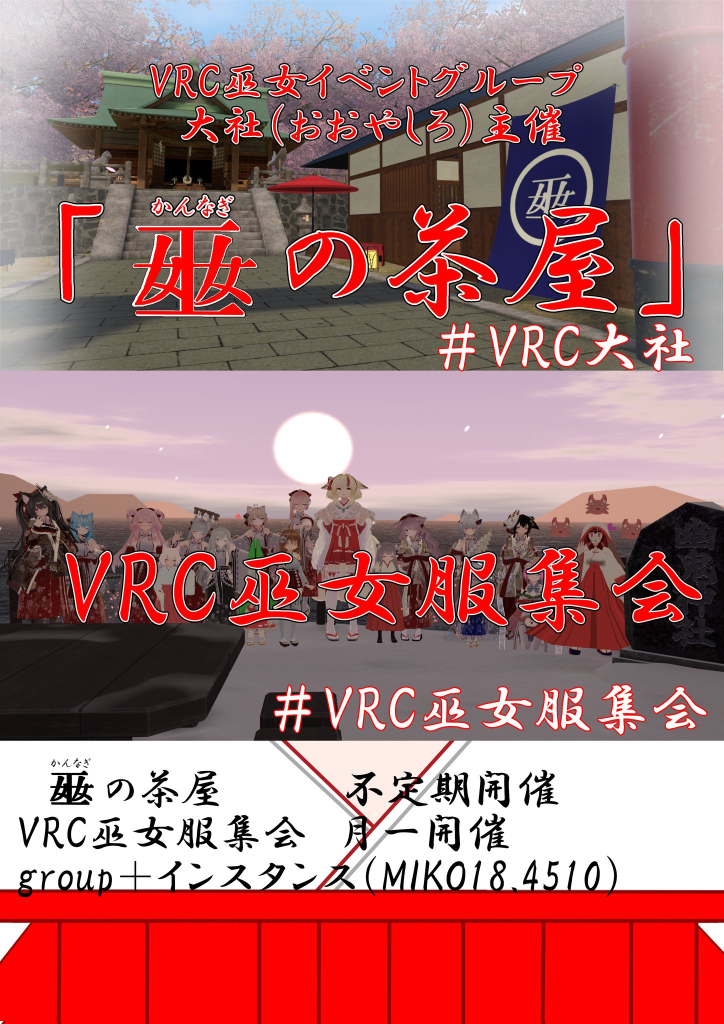 VRC巫女イベントグループ
大社(おおやしろ)主催
かんなぎ
「の茶屋」
#VRC大社
VRC巫女服集会
#VRC巫女服集会
かんなぎ
の茶屋 不定期開催
VRC巫女服集会 月一開催
group+インスタンス(MIKO18.4510)